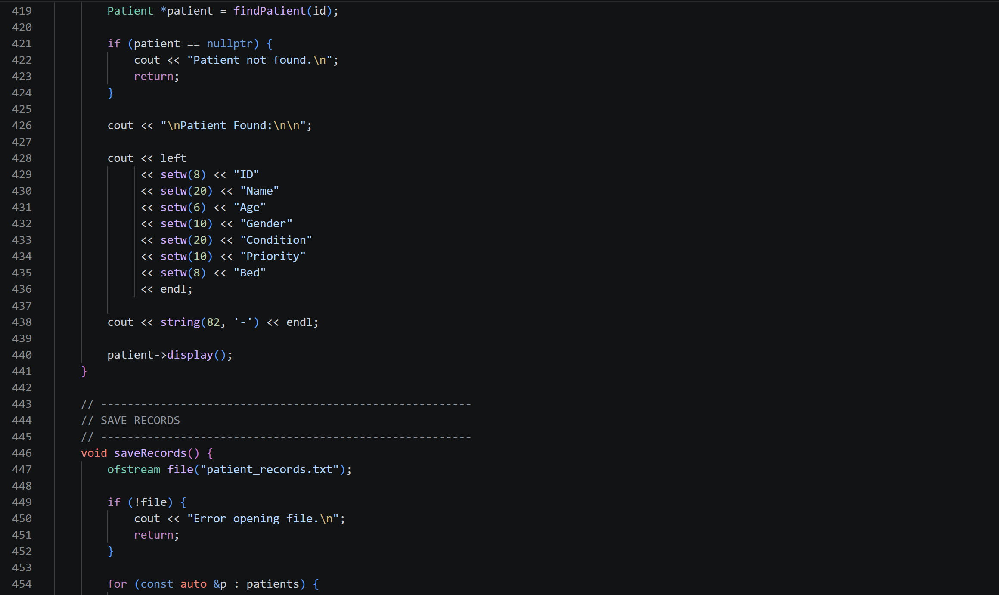 419 Patient *patient = findPatient(id);
420
421 if (patient == nullptr) {
422 cout << "Patient not found.\n";
423 return;
424 }
425
426 cout << "\nPatient Found:\n\n";
427
428 cout << left
429 << setw(8) << "ID"
430 << setw(20) << "Name"
431 << setw(6) << "Age"
432 << setw(10) << "Gender"
433 << setw(20) << "Condition"
434 << setw(10) << "Priority"
435 << setw(8) << "Bed"
436 << endl;
437
438 cout << string(82, '-') << endl;
439
440 patient->display();
441 }
442
443 // --------------------------------------------------------
444 // SAVE RECORDS
445 // --------------------------------------------------------
446 void saveRecords() {
447 ofstream file("patient_records.txt");
448
449 if (!file) {
450 cout << "Error opening file.\n";
451 return;
452 }
453
454 for (const auto &p : patients) {